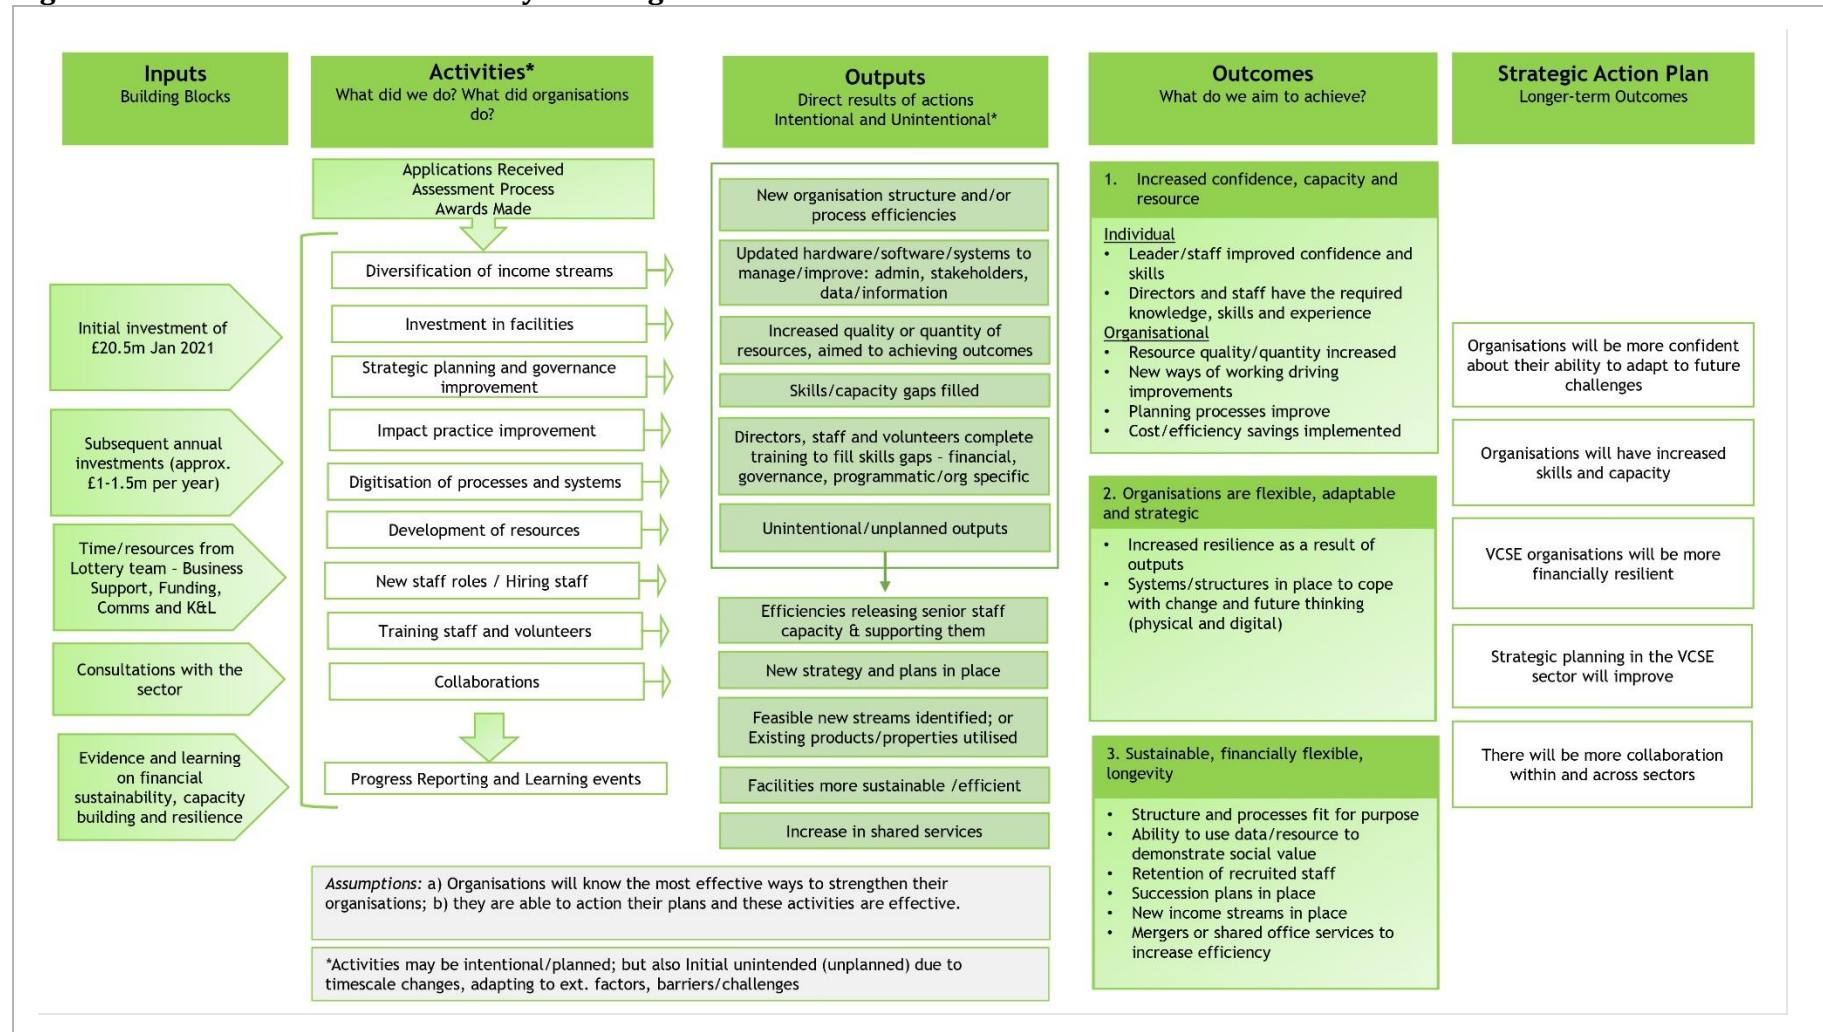 Inputs
Building Blocks
Initial investment of
£20.5m Jan 2021
Subsequent annual
investments (approx.
£1-1.5m per year)
Time/resources from
Lottery team - Business
Support, Funding,
Comms and K&L
Consultations with the
sector
Evidence and learning
on financial
sustainability, capacity
building and resilience
Activities*
What did we do? What did organisations
do?
Applications Received
Assessment Process
Awards Made
Diversification of income streams
Investment in facilities
Strategic planning and governance
improvement
Impact practice improvement
Digitisation of processes and systems
Development of resources
New staff roles / Hiring staff
Training staff and volunteers
Collaborations
Progress Reporting and Learning events
Outputs
Direct results of actions
Intentional and Unintentional*
New organisation structure and/or
process efficiencies
Updated hardware/software/systems to
manage/improve: admin, stakeholders,
data/information
Increased quality or quantity of
resources, aimed to achieving outcomes
Skills/capacity gaps filled
Directors, staff and volunteers complete
training to fill skills gaps - financial,
governance, programmatic/org specific
Unintentional/unplanned outputs
Efficiencies releasing senior staff
capacity & supporting them
New strategy and plans in place
Feasible new streams identified; or
Existing products/properties utilised
Facilities more sustainable /efficient
Increase in shared services
Assumptions: a) Organisations will know the most effective ways to strengthen their
organisations; b) they are able to action their plans and these activities are effective.
*Activities may be intentional/planned; but also Initial unintended (unplanned) due to
timescale changes, adapting to ext. factors, barriers/challenges
Outcomes
What do we aim to achieve?
1. Increased confidence, capacity and
resource
Individual
• Leader/staff improved confidence and
skills
• Directors and staff have the required
knowledge, skills and experience
Organisational
• Resource quality/quantity increased
• New ways of working driving
improvements
• Planning processes improve
• Cost/efficiency savings implemented
2. Organisations are flexible, adaptable
and strategic
• Increased resilience as a result of
outputs
• Systems/structures in place to cope
with change and future thinking
(physical and digital)
3. Sustainable, financially flexible,
longevity
• Structure and processes fit for purpose
• Ability to use data/resource to
demonstrate social value
• Retention of recruited staff
• Succession plans in place
• New income streams in place
• Mergers or shared office services to
increase efficiency
Strategic Action Plan
Longer-term Outcomes
Organisations will be more confident
about their ability to adapt to future
challenges
Organisations will have increased
skills and capacity
VCSE organisations will be more
financially resilient
Strategic planning in the VCSE
sector will improve
There will be more collaboration
within and across sectors